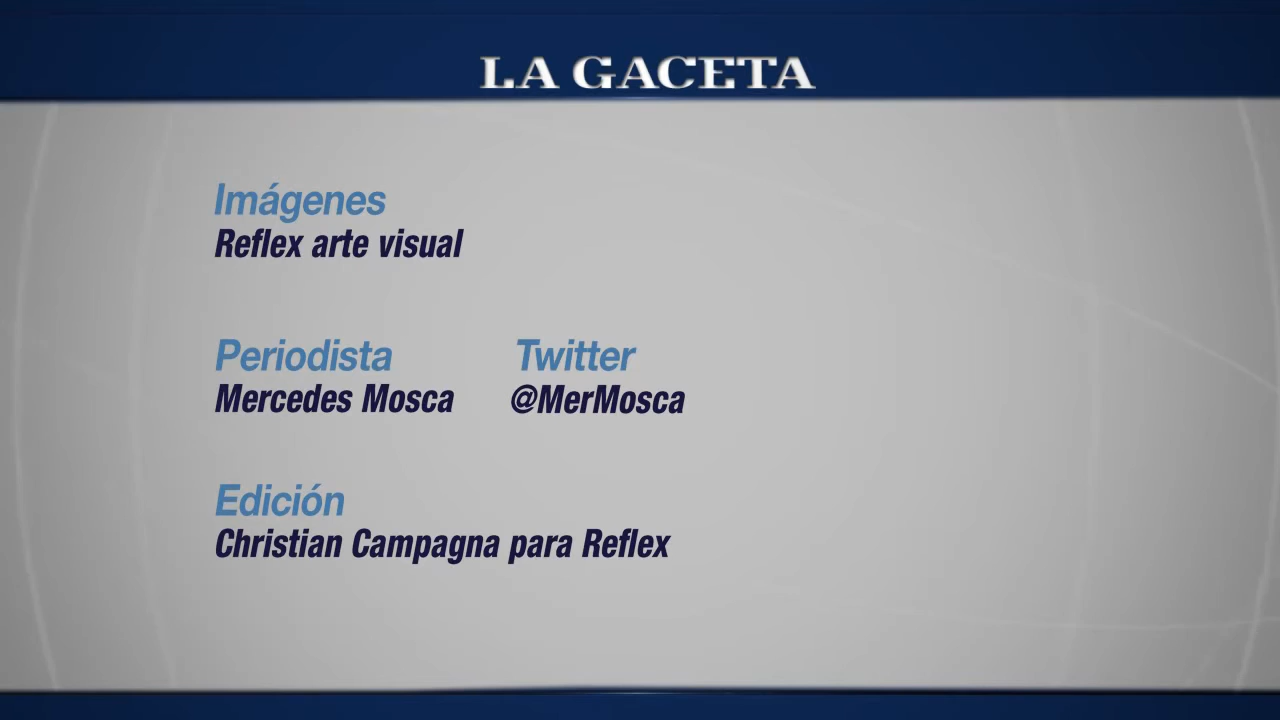 LA GACETA
Imágenes
Reflex arte visual
Periodista Twitter
Mercedes Mosca @MerMosca
Edición
Christian Campagna para Reflex